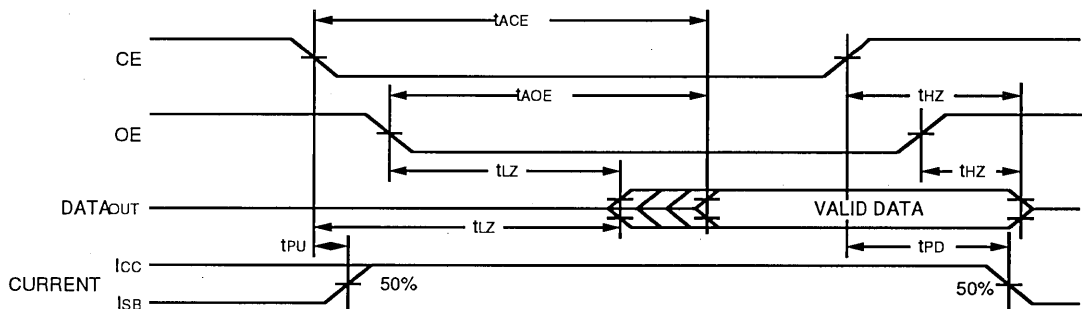 tACE
CE
tAOE
tHZ
OE
tLZ
tHZ
DATAOUT
VALID DATA
tLZ
tPU
tPD
ICC
CURRENT
50%
50%
ISB